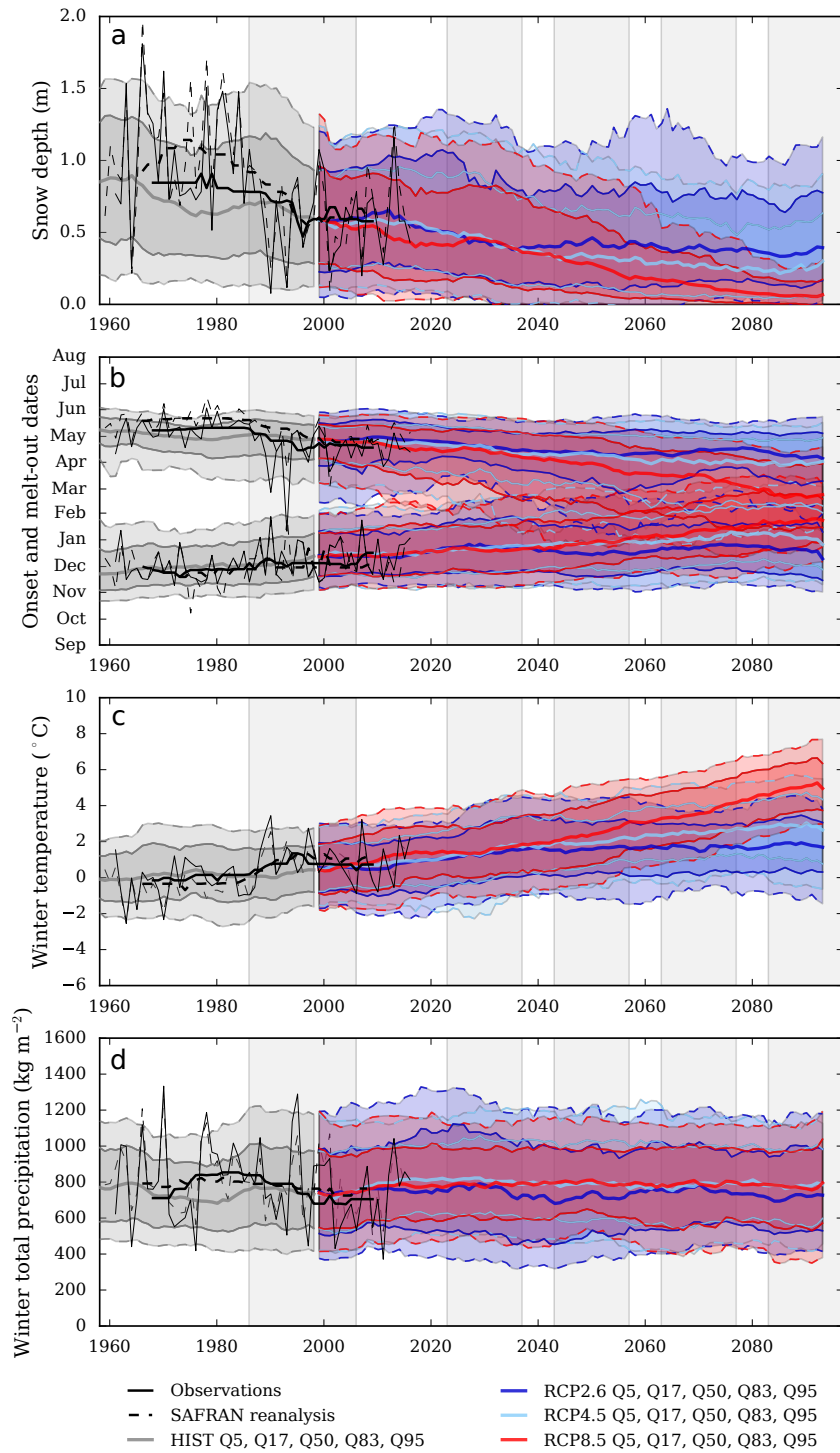 a
Snow depth (m)
2.0
1.5
1.0
0.5
0.0
1960 1980 2000 2020 2040 2060 2080
b
Onset and melt-out dates
Aug
Jul
Jun
May
Apr
Mar
Feb
Jan
Dec
Nov
Oct
Sep
1960 1980 2000 2020 2040 2060 2080
c
Winter temperature (°C)
10
8
6
4
2
0
−2
−4
−6
1960 1980 2000 2020 2040 2060 2080
d
Winter total precipitation (kg m−2)
1600
1400
1200
1000
800
600
400
200
0
1960 1980 2000 2020 2040 2060 2080
Observations
SAFRAN reanalysis
HIST Q5, Q17, Q50, Q83, Q95
RCP2.6 Q5, Q17, Q50, Q83, Q95
RCP4.5 Q5, Q17, Q50, Q83, Q95
RCP8.5 Q5, Q17, Q50, Q83, Q95